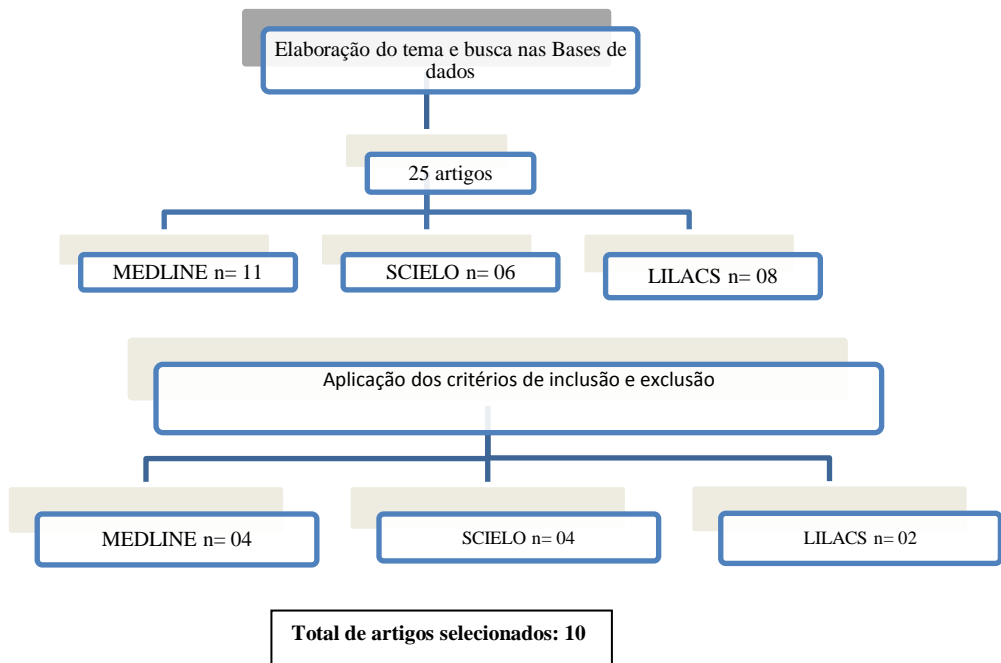 Elaboração do tema e busca nas Bases de
dados
25 artigos
MEDLINE n= 11
SCIELO n= 06
LILACS n= 08
Aplicação dos critérios de inclusão e exclusão
MEDLINE n= 04
SCIELO n= 04
LILACS n= 02
Total de artigos selecionados: 10